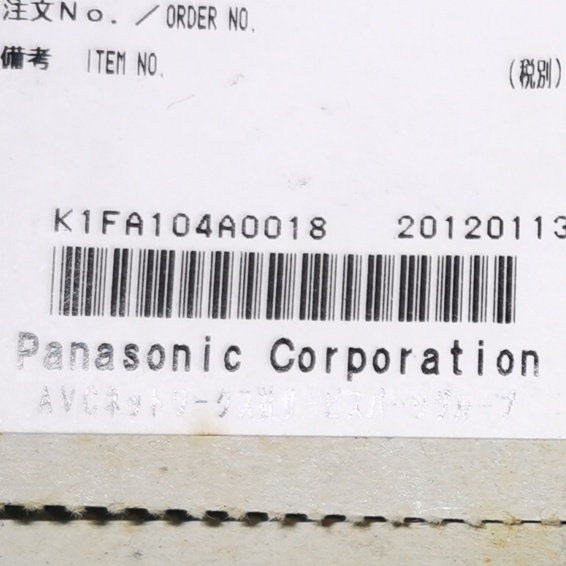 注文No. / ORDER NO.
備考 ITEM NO.
(税別)
K1FA104A0018 20120113
Panasonic Corporation
AVCネットワークス社サービスパーツグループ